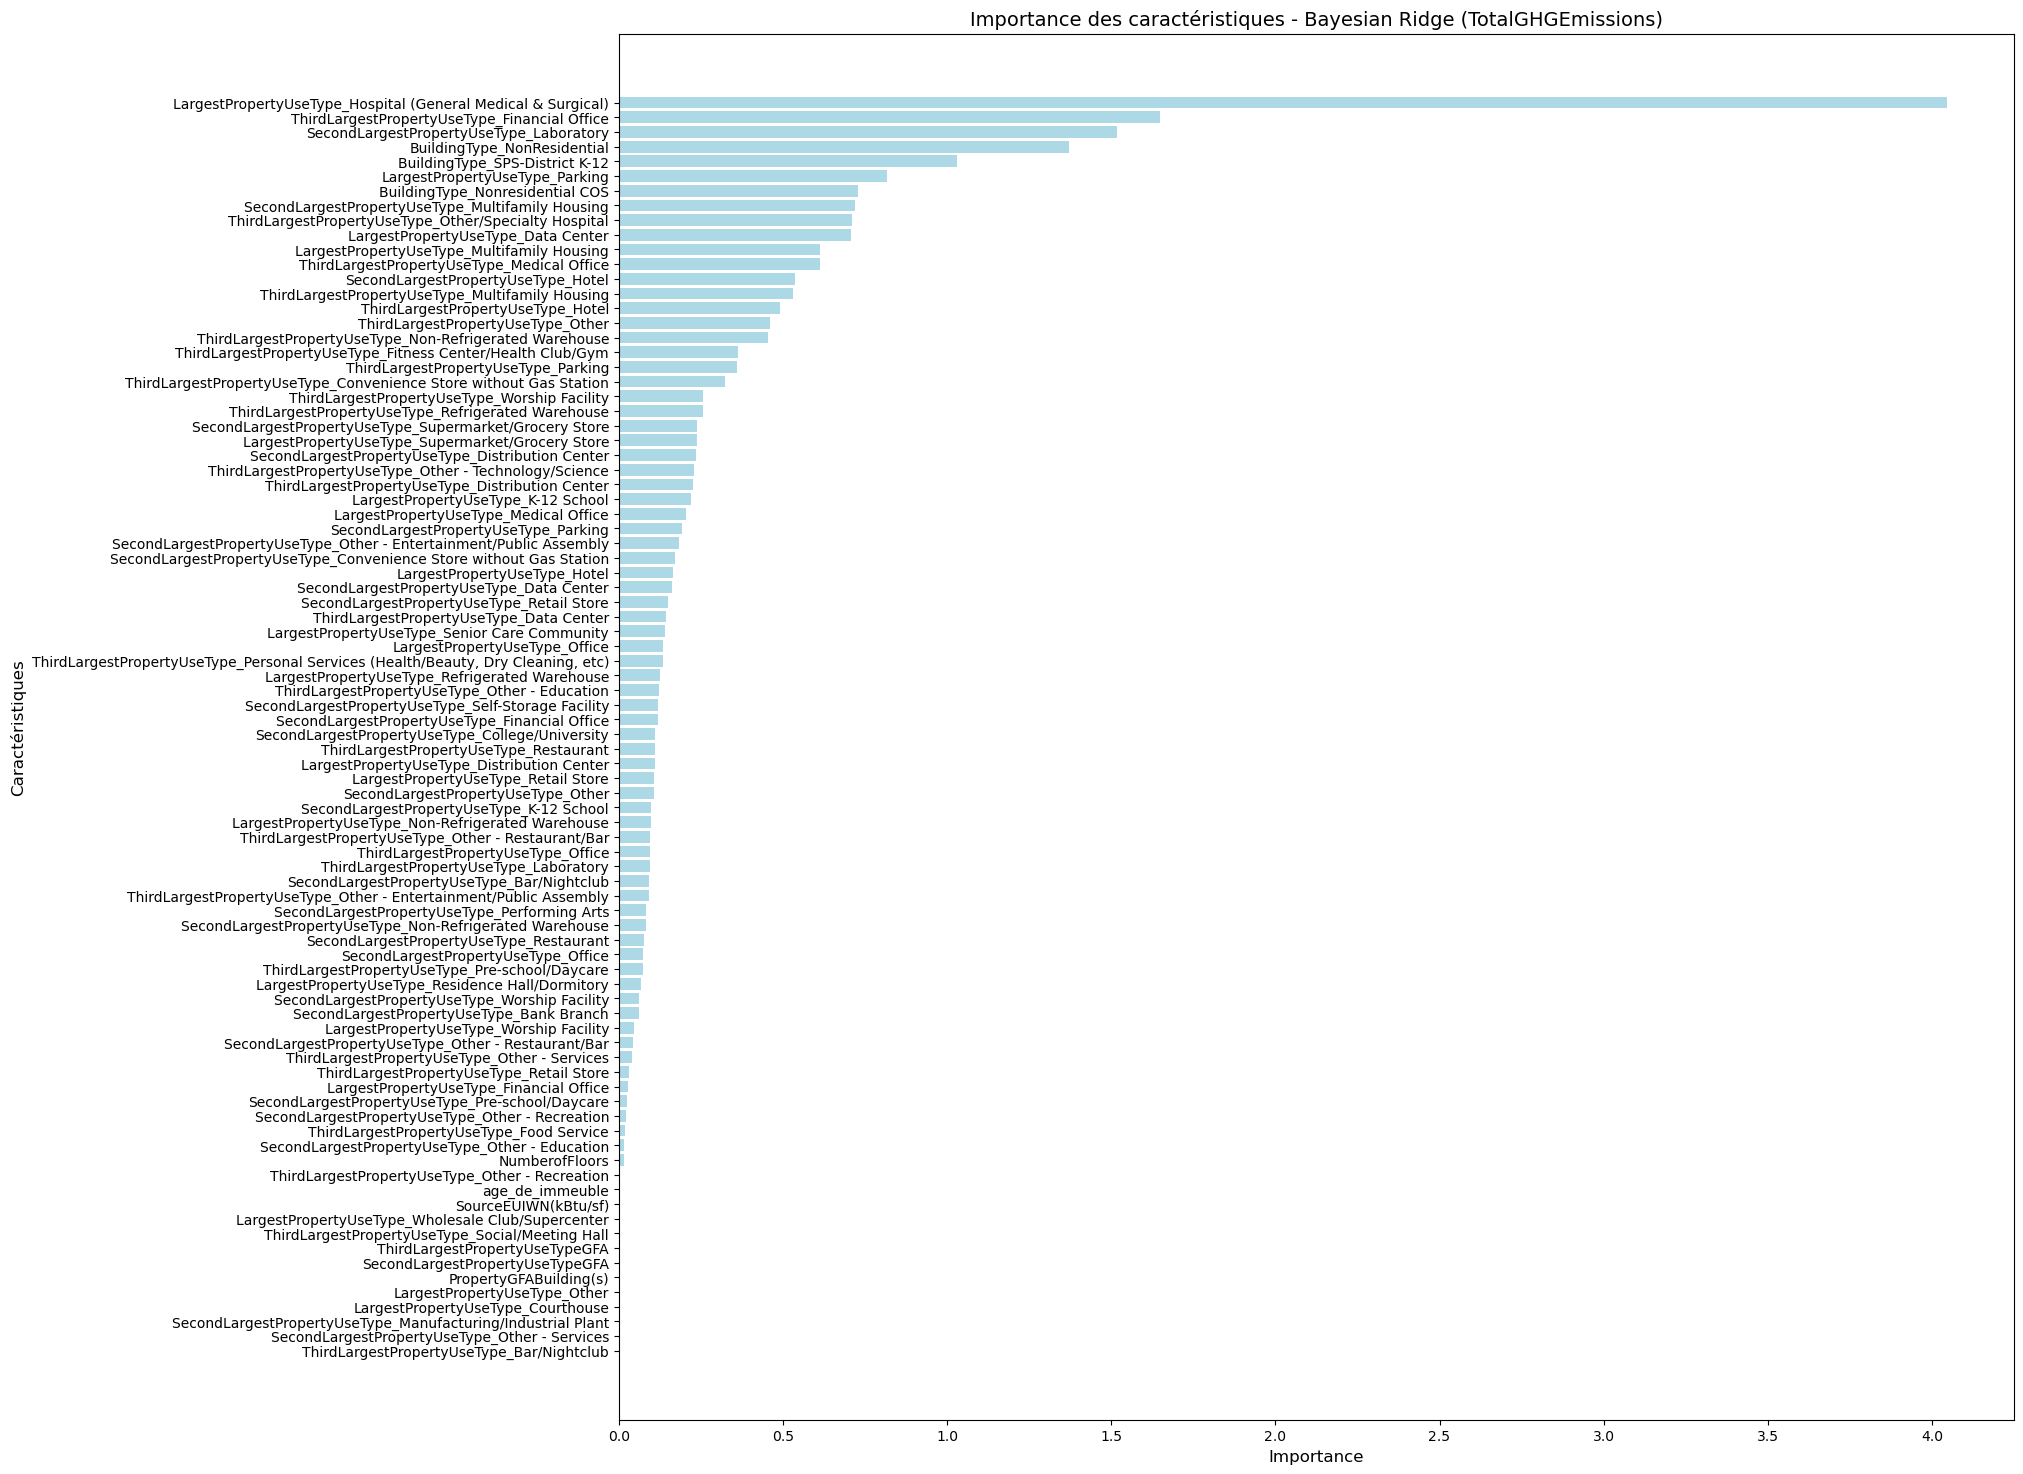 Importance des caractéristiques - Bayesian Ridge (TotalGHGEmissions)
LargestPropertyUseType_Hospital (General Medical & Surgical)
ThirdLargestPropertyUseType_Financial Office
SecondLargestPropertyUseType_Laboratory
BuildingType_NonResidential
BuildingType_SPS-District K-12
LargestPropertyUseType_Parking
BuildingType_Nonresidential COS
SecondLargestPropertyUseType_Multifamily Housing
ThirdLargestPropertyUseType_Other/Specialty Hospital
LargestPropertyUseType_Data Center
LargestPropertyUseType_Multifamily Housing
ThirdLargestPropertyUseType_Medical Office
SecondLargestPropertyUseType_Hotel
ThirdLargestPropertyUseType_Multifamily Housing
ThirdLargestPropertyUseType_Hotel
ThirdLargestPropertyUseType_Other
ThirdLargestPropertyUseType_Non-Refrigerated Warehouse
ThirdLargestPropertyUseType_Fitness Center/Health Club/Gym
ThirdLargestPropertyUseType_Parking
ThirdLargestPropertyUseType_Convenience Store without Gas Station
ThirdLargestPropertyUseType_Worship Facility
ThirdLargestPropertyUseType_Refrigerated Warehouse
SecondLargestPropertyUseType_Supermarket/Grocery Store
LargestPropertyUseType_Supermarket/Grocery Store
SecondLargestPropertyUseType_Distribution Center
ThirdLargestPropertyUseType_Other - Technology/Science
ThirdLargestPropertyUseType_Distribution Center
LargestPropertyUseType_K-12 School
LargestPropertyUseType_Medical Office
SecondLargestPropertyUseType_Parking
SecondLargestPropertyUseType_Other - Entertainment/Public Assembly
SecondLargestPropertyUseType_Convenience Store without Gas Station
LargestPropertyUseType_Hotel
SecondLargestPropertyUseType_Data Center
SecondLargestPropertyUseType_Retail Store
ThirdLargestPropertyUseType_Data Center
LargestPropertyUseType_Senior Care Community
LargestPropertyUseType_Office
ThirdLargestPropertyUseType_Personal Services (Health/Beauty, Dry Cleaning, etc)
LargestPropertyUseType_Refrigerated Warehouse
ThirdLargestPropertyUseType_Other - Education
SecondLargestPropertyUseType_Self-Storage Facility
SecondLargestPropertyUseType_Financial Office
SecondLargestPropertyUseType_College/University
ThirdLargestPropertyUseType_Restaurant
LargestPropertyUseType_Distribution Center
LargestPropertyUseType_Retail Store
SecondLargestPropertyUseType_Other
SecondLargestPropertyUseType_K-12 School
LargestPropertyUseType_Non-Refrigerated Warehouse
ThirdLargestPropertyUseType_Other - Restaurant/Bar
ThirdLargestPropertyUseType_Office
ThirdLargestPropertyUseType_Laboratory
SecondLargestPropertyUseType_Bar/Nightclub
ThirdLargestPropertyUseType_Other - Entertainment/Public Assembly
SecondLargestPropertyUseType_Performing Arts
SecondLargestPropertyUseType_Non-Refrigerated Warehouse
SecondLargestPropertyUseType_Restaurant
SecondLargestPropertyUseType_Office
ThirdLargestPropertyUseType_Pre-school/Daycare
LargestPropertyUseType_Residence Hall/Dormitory
SecondLargestPropertyUseType_Worship Facility
SecondLargestPropertyUseType_Bank Branch
LargestPropertyUseType_Worship Facility
SecondLargestPropertyUseType_Other - Restaurant/Bar
ThirdLargestPropertyUseType_Other - Services
ThirdLargestPropertyUseType_Retail Store
LargestPropertyUseType_Financial Office
SecondLargestPropertyUseType_Pre-school/Daycare
SecondLargestPropertyUseType_Other - Recreation
ThirdLargestPropertyUseType_Food Service
SecondLargestPropertyUseType_Other - Education
NumberofFloors
ThirdLargestPropertyUseType_Other - Recreation
age_de_immeuble
SourceEUIWN(kBtu/sf)
LargestPropertyUseType_Wholesale Club/Supercenter
ThirdLargestPropertyUseType_Social/Meeting Hall
ThirdLargestPropertyUseTypeGFA
SecondLargestPropertyUseTypeGFA
PropertyGFABuilding(s)
LargestPropertyUseType_Other
LargestPropertyUseType_Courthouse
SecondLargestPropertyUseType_Manufacturing/Industrial Plant
SecondLargestPropertyUseType_Other - Services
ThirdLargestPropertyUseType_Bar/Nightclub
Caractéristiques
0.0 0.5 1.0 1.5 2.0 2.5 3.0 3.5 4.0
Importance